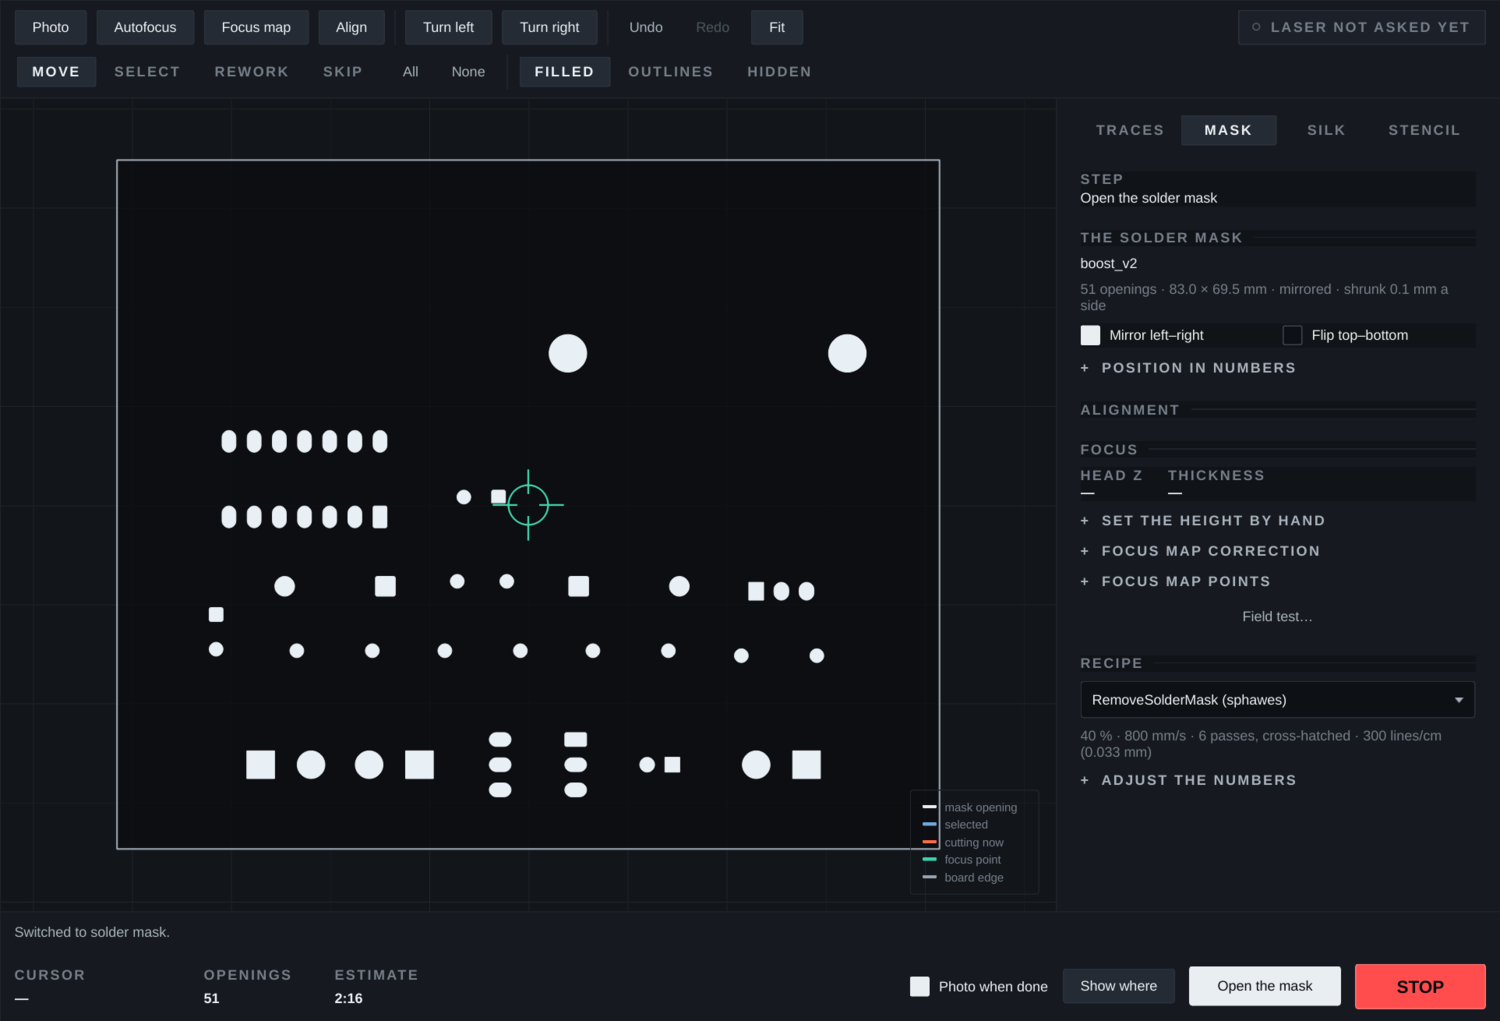 Photo Autofocus Focus map Align Turn left Turn right Undo Redo Fit LASER NOT ASKED YET
MOVE SELECT REWORK SKIP All None FILLED OUTLINES HIDDEN
TRACES MASK SILK STENCIL
STEP
Open the solder mask
THE SOLDER MASK
boost_v2
51 openings · 83.0 × 69.5 mm · mirrored · shrunk 0.1 mm a
side
Mirror left–right Flip top–bottom
+ POSITION IN NUMBERS
ALIGNMENT
FOCUS
HEAD Z THICKNESS
— —
+ SET THE HEIGHT BY HAND
+ FOCUS MAP CORRECTION
+ FOCUS MAP POINTS
Field test…
RECIPE
RemoveSolderMask (sphawes)
40 % · 800 mm/s · 6 passes, cross-hatched · 300 lines/cm
(0.033 mm)
+ ADJUST THE NUMBERS
mask opening
selected
cutting now
focus point
board edge
Switched to solder mask.
CURSOR OPENINGS ESTIMATE
— 51 2:16
Photo when done Show where Open the mask STOP